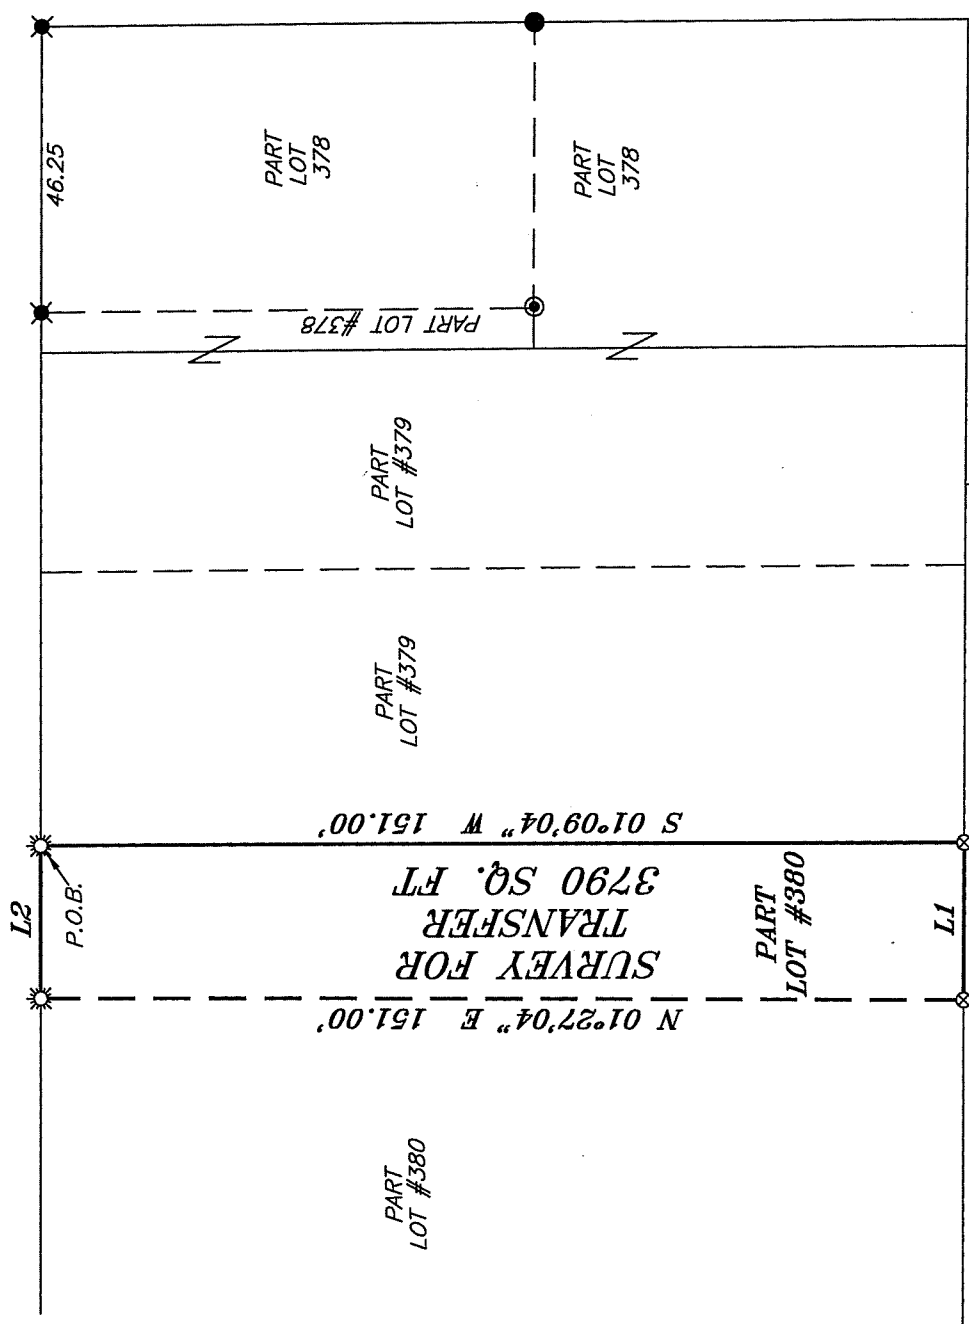 46.25
PART
LOT
378
PART
LOT
378
PART LOT #378
PART
LOT #379
PART
LOT #379
S 01°09'04" W 151.00'
L2
P.O.B.
SURVEY FOR
TRANSFER
3790 SQ. FT
PART
LOT #380
L1
N 01°27'04" E 151.00'
PART
LOT #380